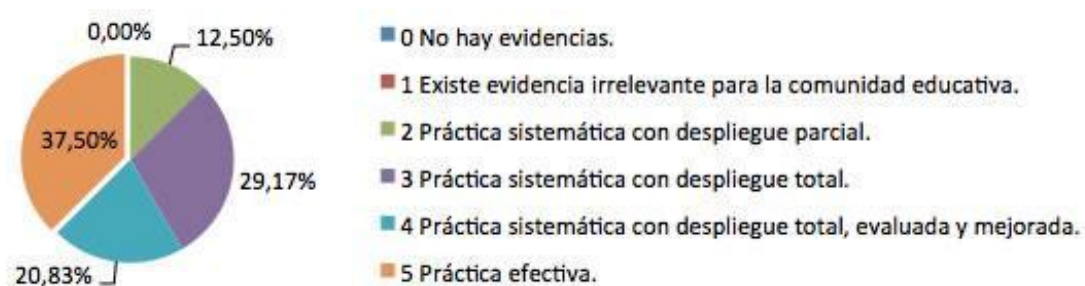 0,00%
12,50%
37,50%
29,17%
20,83%
0 No hay evidencias.
1 Existe evidencia irrelevante para la comunidad educativa.
2 Práctica sistemática con despliegue parcial.
3 Práctica sistemática con despliegue total.
4 Práctica sistemática con despliegue total, evaluada y mejorada.
5 Práctica efectiva.